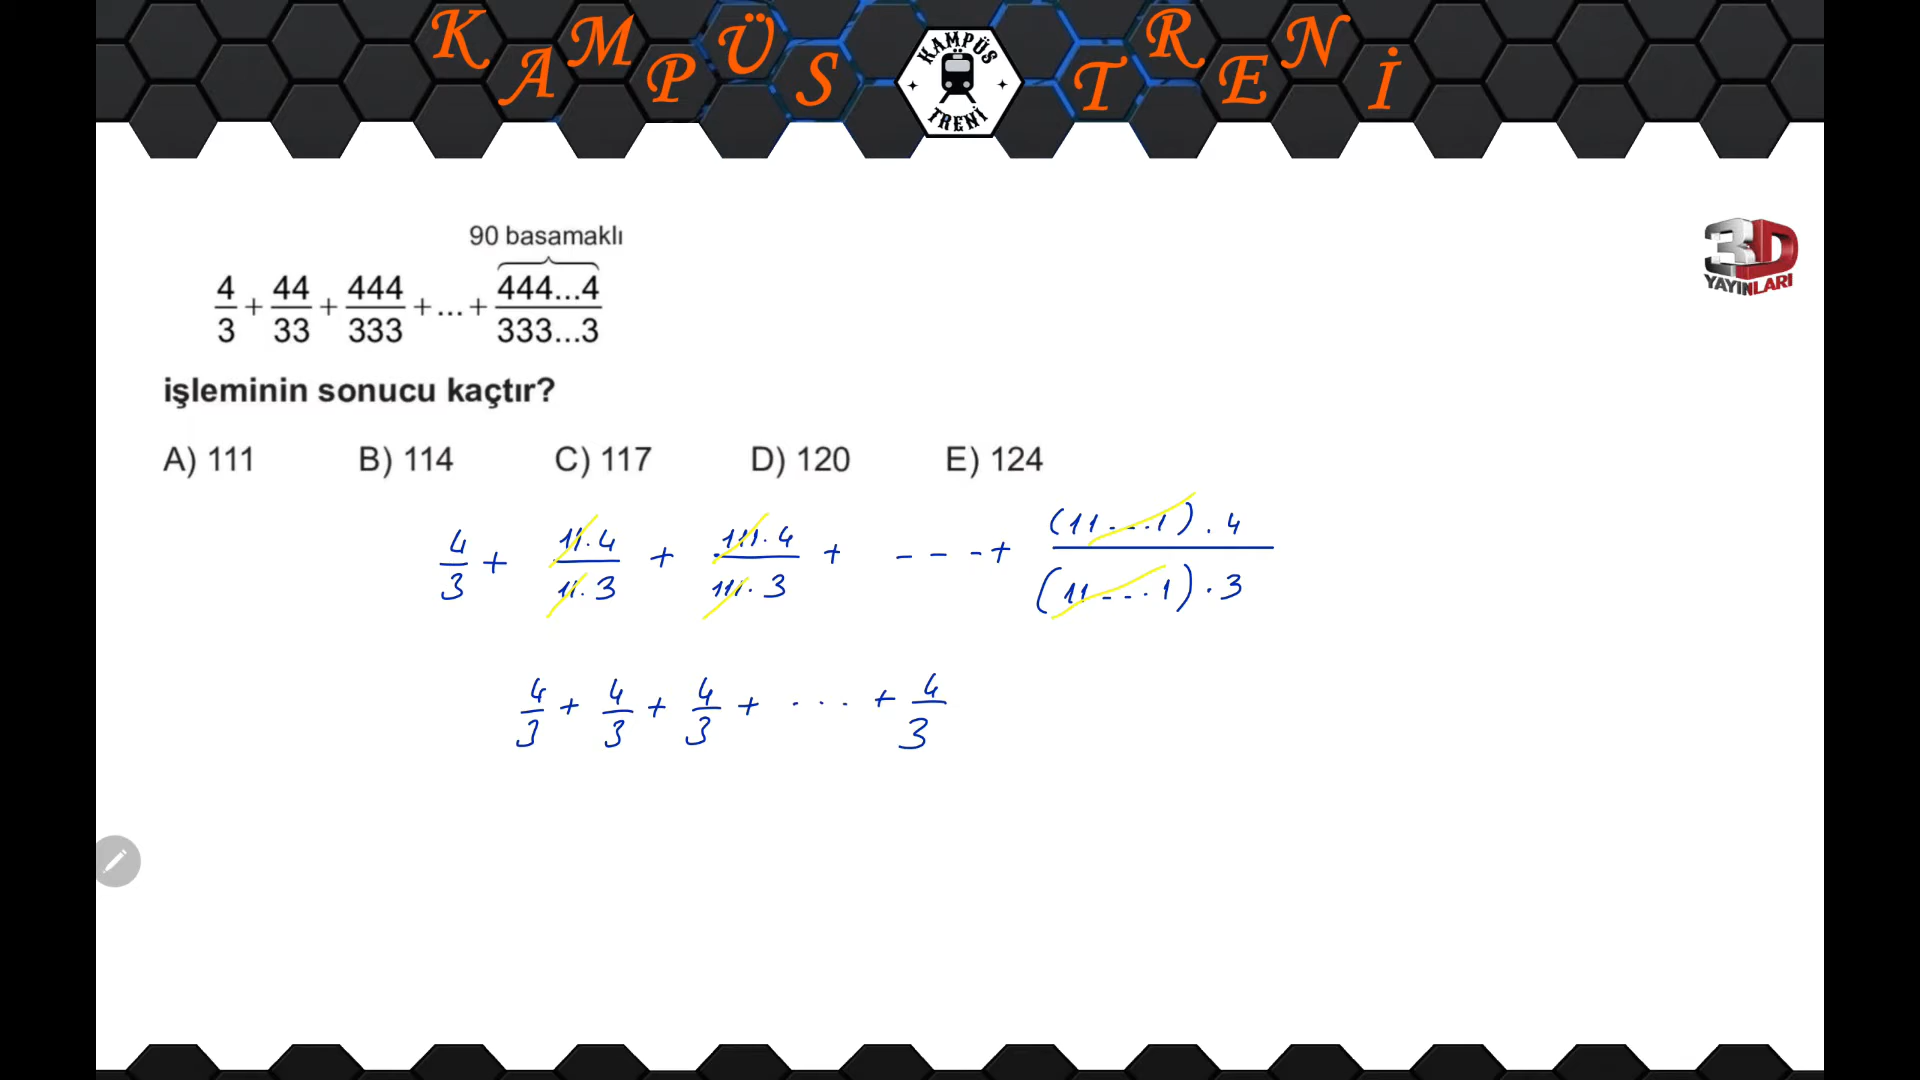 KAMPÜS TRENİ
KAMPÜS
TRENİ
3D
YAYINLARI
90 basamaklı
4/3 + 44/33 + 444/333 + ... + 444...4/333...3
işleminin sonucu kaçtır?
A) 111 B) 114 C) 117 D) 120 E) 124
4/3 + 11.4/11.3 + 111.4/111.3 + - - - + (11---1).4/(11---1).3
4/3 + 4/3 + 4/3 + ... + 4/3